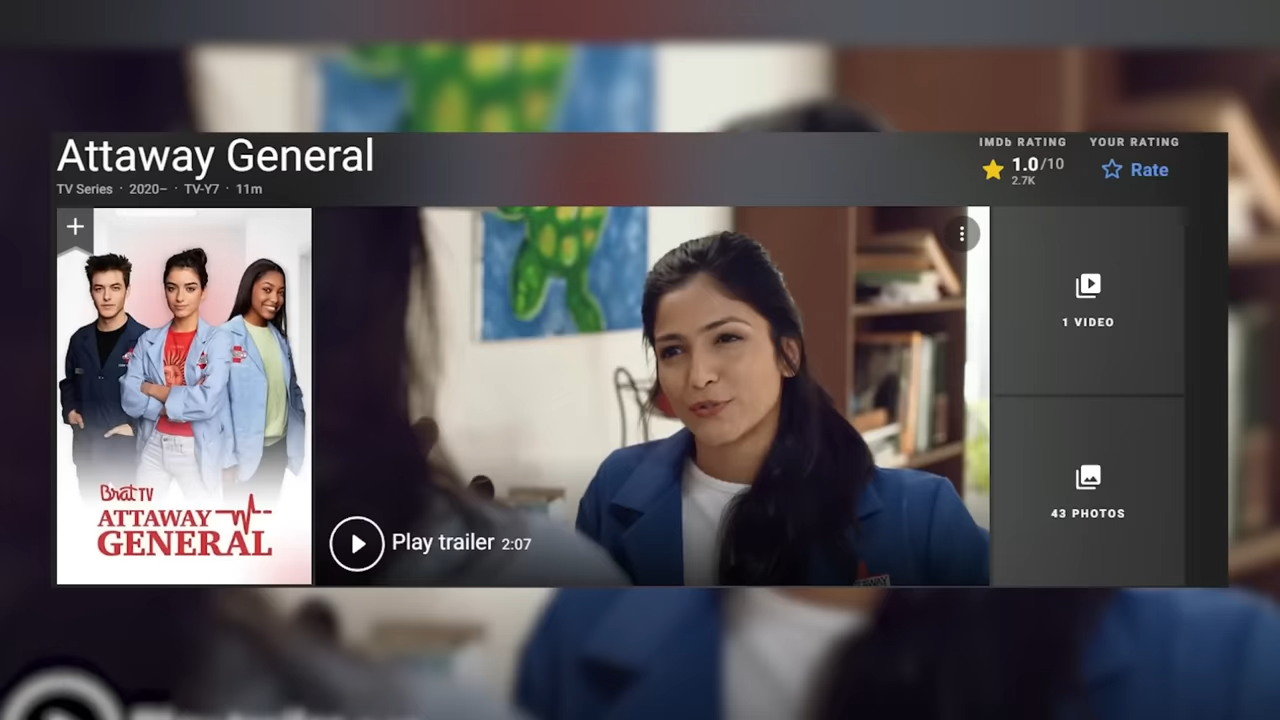 Attaway General
TV Series · 2020– · TV-Y7 · 11m
IMDb RATING
1.0/10
2.7K
YOUR RATING
Rate
Brat TV
ATTAWAY
GENERAL
Play trailer 2:07
ATTAWAY
1 VIDEO
43 PHOTOS